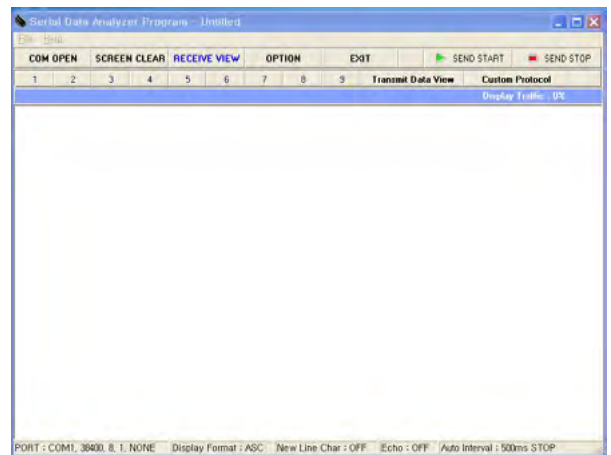 Serial Data Analyzer Program - Untitled
File Help
COM OPEN SCREEN CLEAR RECEIVE VIEW OPTION EXIT SEND START SEND STOP
1 2 3 4 5 6 7 8 9 Transmit Data View Custom Protocol
Display Traffic : 0%
PORT : COM1, 38400, 8, 1, NONE Display Format : ASC New Line Char : OFF Echo : OFF Auto Interval : 500ms STOP